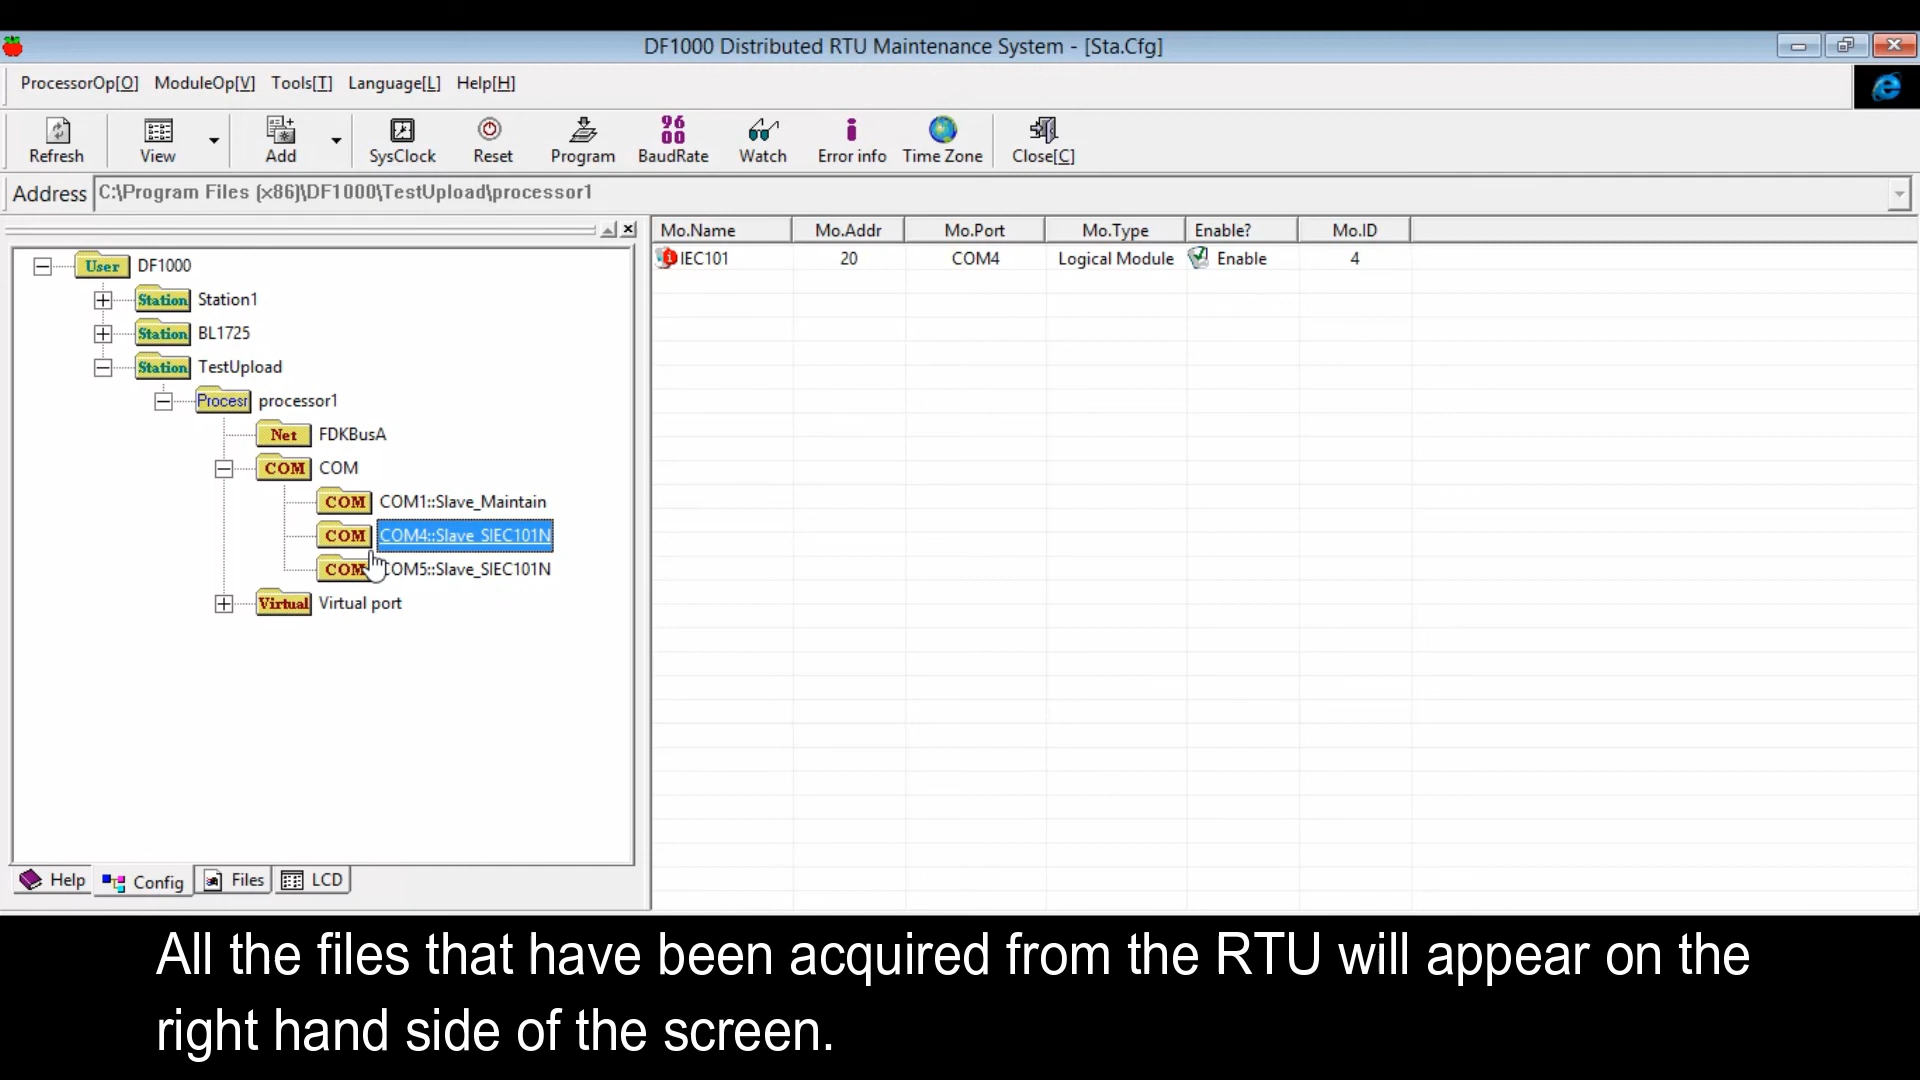 DF1000 Distributed RTU Maintenance System - [Sta.Cfg]
ProcessorOp[O] ModuleOp[V] Tools[T] Language[L] Help[H]
96
00
Refresh View Add SysClock Reset Program BaudRate Watch Error info Time Zone Close[C]
Address C:\Program Files (x86)\DF1000\TestUpload\processor1
Mo.Name Mo.Addr Mo.Port Mo.Type Enable? Mo.ID
IEC101 20 COM4 Logical Module Enable 4
User DF1000
Station Station1
Station BL1725
Station TestUpload
Procesr processor1
Net FDKBusA
COM COM
COM COM1::Slave_Maintain
COM COM4::Slave_SIEC101N
COM COM5::Slave_SIEC101N
Virtual Virtual port
Help Config Files LCD
All the files that have been acquired from the RTU will appear on the
right hand side of the screen.